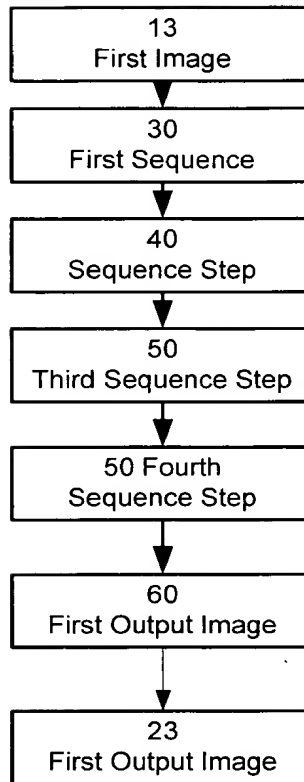 13
First Image
30
First Sequence
40
Sequence Step
50
Third Sequence Step
50 Fourth
Sequence Step
60
First Output Image
23
First Output Image